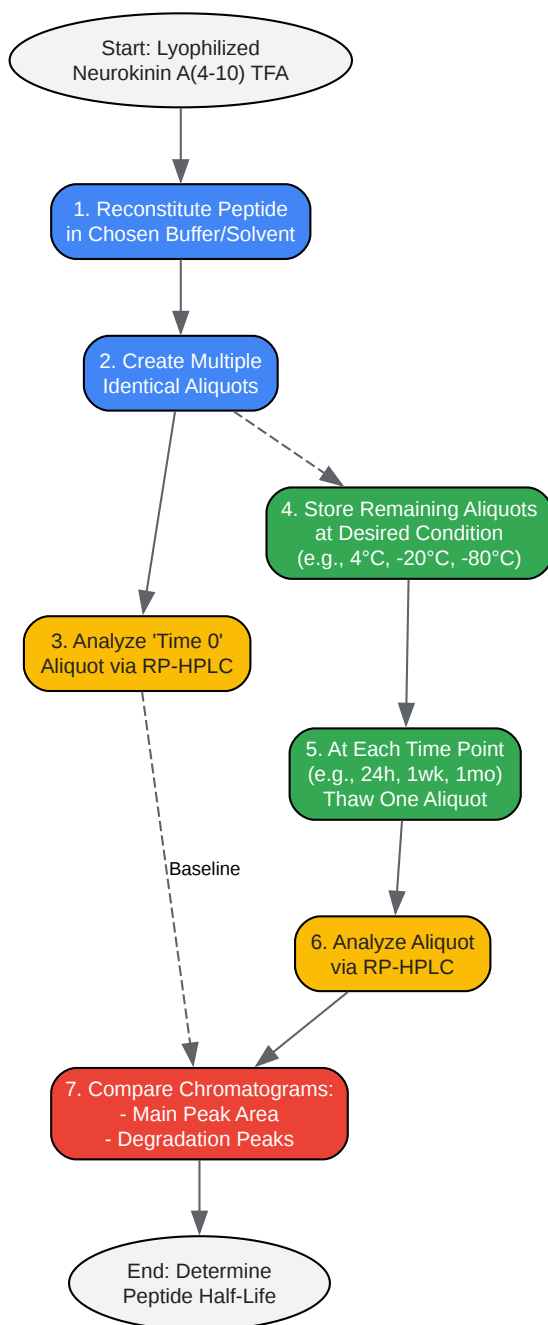 Start: Lyophilized
Neurokinin A(4-10) TFA
1. Reconstitute Peptide
in Chosen Buffer/Solvent
2. Create Multiple
Identical Aliquots
3. Analyze 'Time 0'
Aliquot via RP-HPLC
4. Store Remaining Aliquots
at Desired Condition
(e.g., 4°C, -20°C, -80°C)
5. At Each Time Point
(e.g., 24h, 1wk, 1mo)
Thaw One Aliquot
Baseline
6. Analyze Aliquot
via RP-HPLC
7. Compare Chromatograms:
- Main Peak Area
- Degradation Peaks
End: Determine
Peptide Half-Life